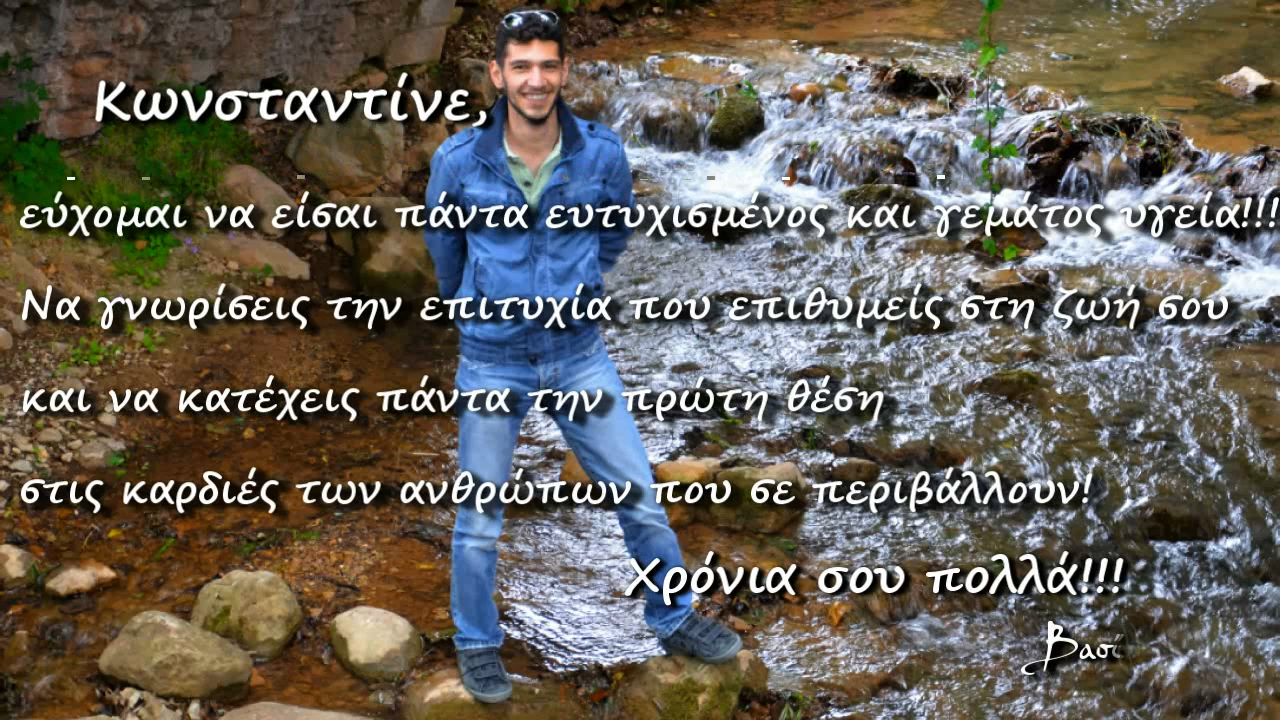 Κωνσταντίνε,
εύχομαι να είσαι πάντα ευτυχισμένος και γεμάτος υγεία!!!
Να γνωρίσεις την επιτυχία που επιθυμείς στη ζωή σου
και να κατέχεις πάντα την πρώτη θέση
στις καρδιές των ανθρώπων που σε περιβάλλουν!
Χρόνια σου πολλά!!!
Βασί